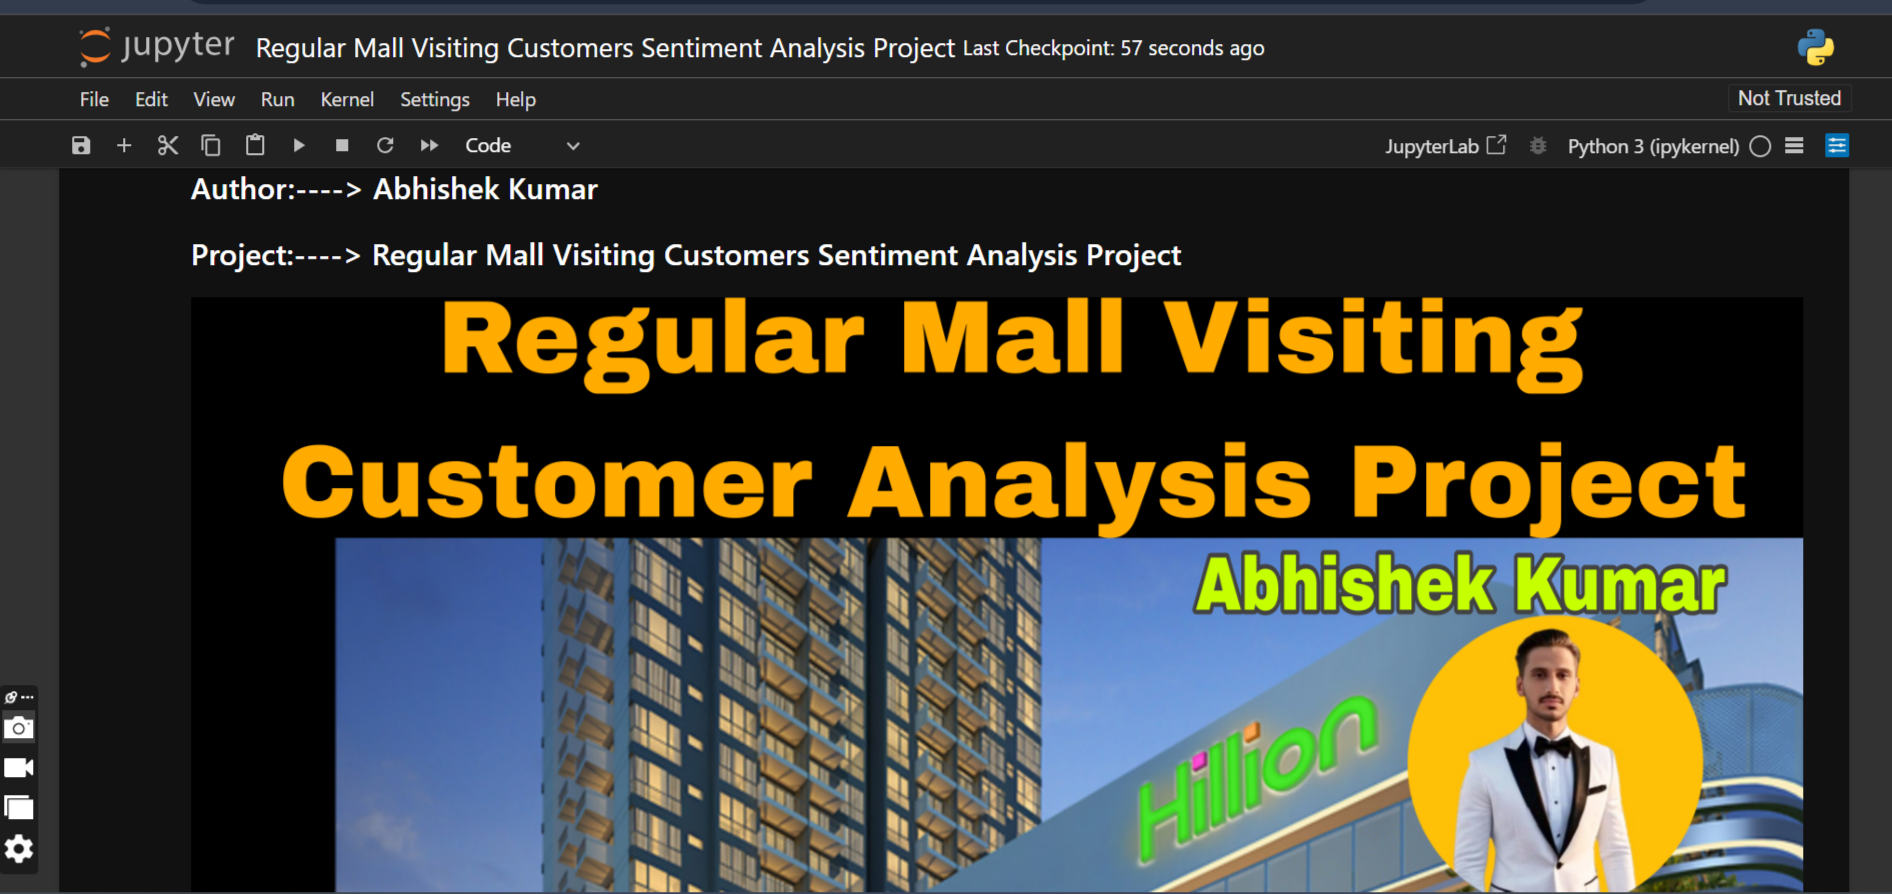 jupyter Regular Mall Visiting Customers Sentiment Analysis Project Last Checkpoint: 57 seconds ago
File Edit View Run Kernel Settings Help Not Trusted
Code JupyterLab Python 3 (ipykernel)
Author:----> Abhishek Kumar
Project:----> Regular Mall Visiting Customers Sentiment Analysis Project
Regular Mall Visiting
Customer Analysis Project
Abhishek Kumar
Hillion